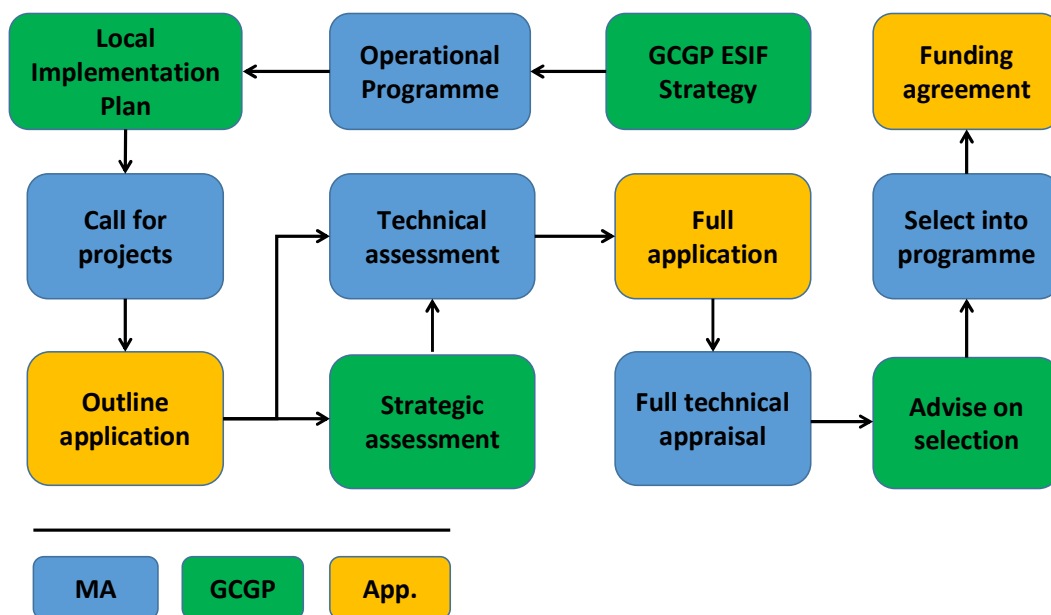 Local
Implementation
Plan
Operational
Programme
GCGP ESIF
Strategy
Funding
agreement
Call for
projects
Technical
assessment
Full
application
Select into
programme
Outline
application
Strategic
assessment
Full technical
appraisal
Advise on
selection
MA
GCGP
App.